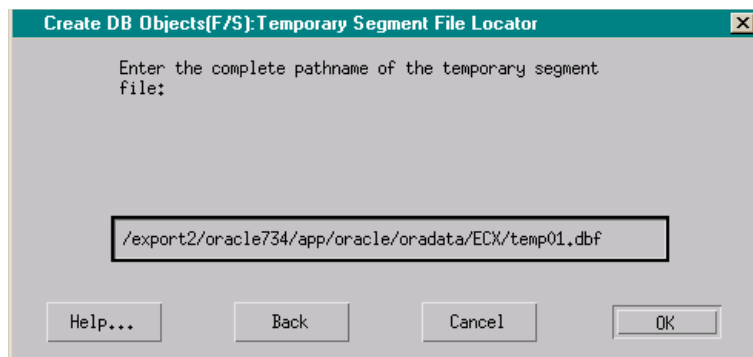 Create DB Objects(F/S):Temporary Segment File Locator
Enter the complete pathname of the temporary segment
file:
/export2/oracle734/app/oracle/oradata/ECX/temp01.dbf
Help... Back Cancel OK